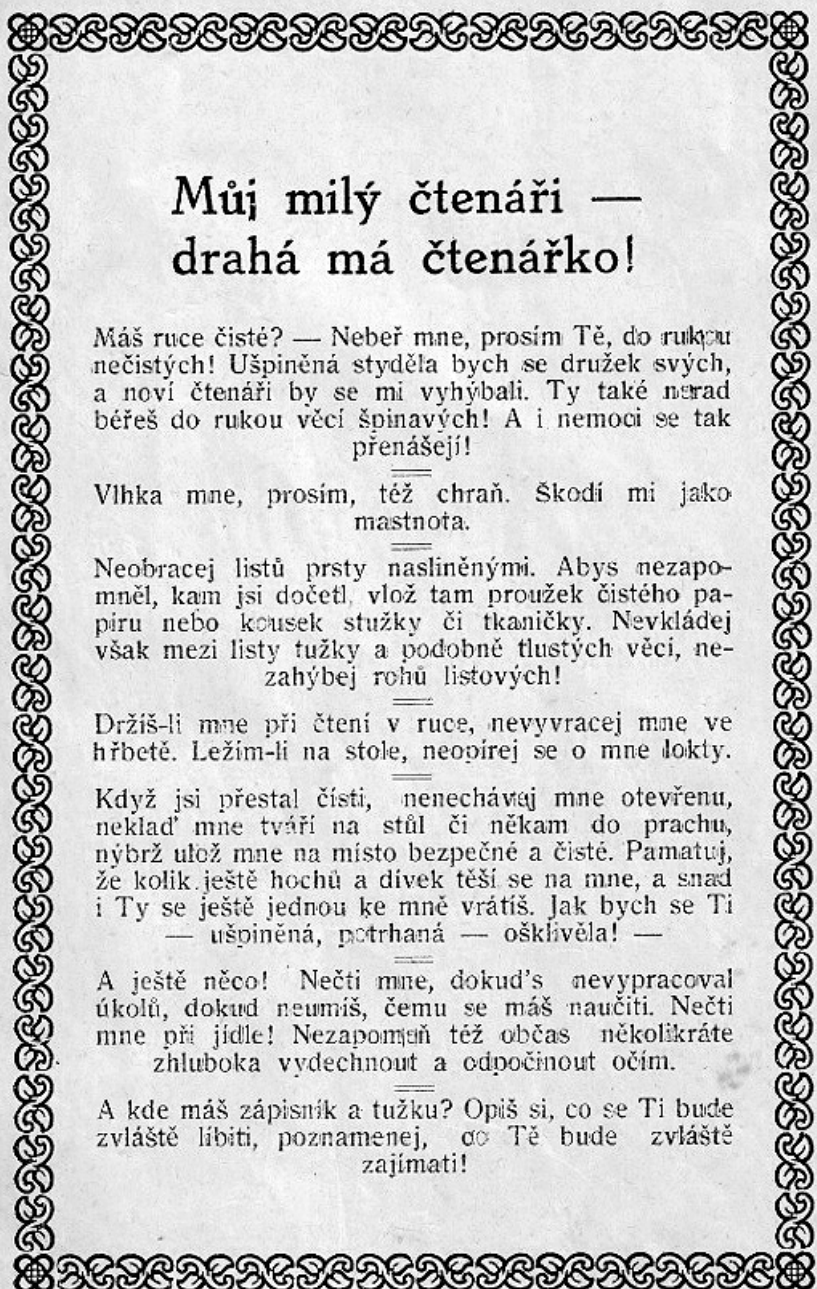 Můj milý čtenáři —
drahá má čtenářko!
Máš ruce čisté? — Nebeř mne, prosím Tě, do rukou
nečistých! Ušpiněná styděla bych se družek svých,
a noví čtenáři by se mi vyhýbali. Ty také nerad
béřeš do rukou věcí špinavých! A i nemoci se tak
přenášejí!
Vlhka mne, prosím, též chraň. Škodí mi jako
mastnota.
Neobracej listů prsty nasliněnými. Abys nezapo-
mněl, kam jsi dočetl, vlož tam proužek čistého pa-
píru nebo kousek stužky či tkaničky. Nevkládej
však mezi listy tužky a podobně tlustých věcí, ne-
zahýbej rohů listových!
Držíš-li mne při čtení v ruce, nevyvracej mne ve
hřbetě. Ležím-li na stole, neopírej se o mne lokty.
Když jsi přestal čísti, nenechávaj mne otevřenu,
neklaď mne tváří na stůl či někam do prachu,
nýbrž ulož mne na místo bezpečné a čisté. Pamatuj,
že kolik ještě hochů a dívek těší se na mne, a snad
i Ty se ještě jednou ke mně vrátíš. Jak bych se Ti
— ušpiněná, potrhaná — ošklivěla! —
A ještě něco! Nečti mne, dokud's nevypracoval
úkolů, dokud neumíš, čemu se máš naučiti. Nečti
mne při jídle! Nezapomeň též občas několikráte
zhluboka vydechnout a odpočinout očím.
A kde máš zápisník a tužku? Opiš si, co se Ti bude
zvláště líbiti, poznamenej, co Tě bude zvláště
zajímati!